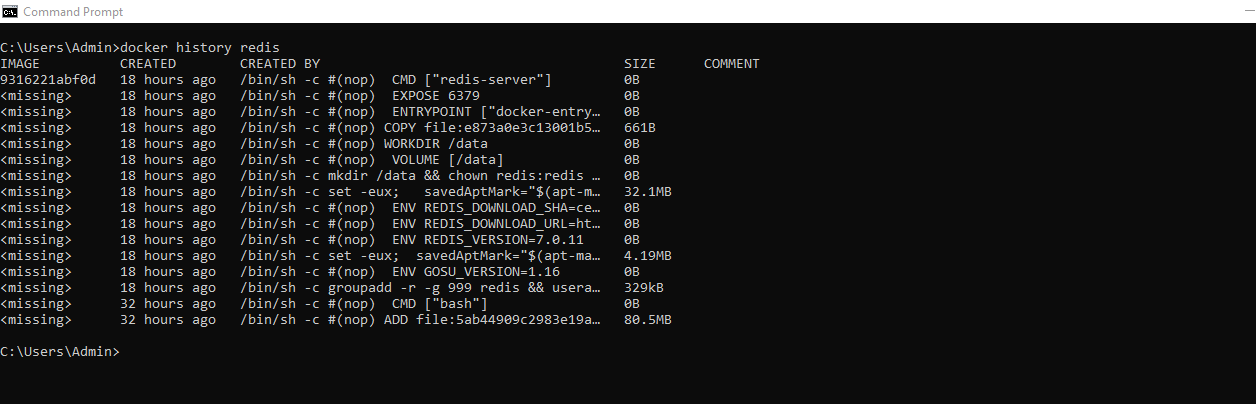 Command Prompt
C:\Users\Admin>docker history redis
IMAGE          CREATED        CREATED BY                                      SIZE      COMMENT
9316221abf0d   18 hours ago   /bin/sh -c #(nop)  CMD ["redis-server"]         0B
<missing>      18 hours ago   /bin/sh -c #(nop)  EXPOSE 6379                  0B
<missing>      18 hours ago   /bin/sh -c #(nop)  ENTRYPOINT ["docker-entry…   0B
<missing>      18 hours ago   /bin/sh -c #(nop) COPY file:e873a0e3c13001b5…   661B
<missing>      18 hours ago   /bin/sh -c #(nop) WORKDIR /data                 0B
<missing>      18 hours ago   /bin/sh -c #(nop)  VOLUME [/data]               0B
<missing>      18 hours ago   /bin/sh -c mkdir /data && chown redis:redis …   0B
<missing>      18 hours ago   /bin/sh -c set -eux;   savedAptMark="$(apt-m…   32.1MB
<missing>      18 hours ago   /bin/sh -c #(nop)  ENV REDIS_DOWNLOAD_SHA=ce…   0B
<missing>      18 hours ago   /bin/sh -c #(nop)  ENV REDIS_DOWNLOAD_URL=ht…   0B
<missing>      18 hours ago   /bin/sh -c #(nop)  ENV REDIS_VERSION=7.0.11     0B
<missing>      18 hours ago   /bin/sh -c set -eux;  savedAptMark="$(apt-ma…   4.19MB
<missing>      18 hours ago   /bin/sh -c #(nop)  ENV GOSU_VERSION=1.16        0B
<missing>      18 hours ago   /bin/sh -c groupadd -r -g 999 redis && usera…   329kB
<missing>      32 hours ago   /bin/sh -c #(nop)  CMD ["bash"]                 0B
<missing>      32 hours ago   /bin/sh -c #(nop) ADD file:5ab44909c2983e19a…   80.5MB
C:\Users\Admin>